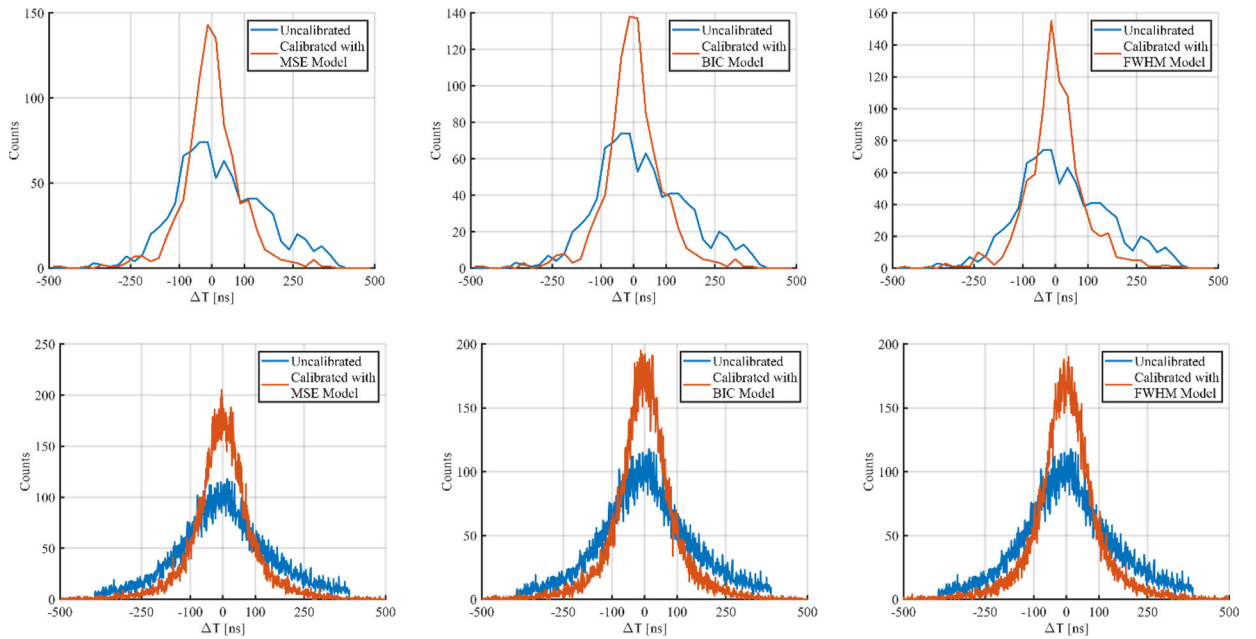 150
100
50
0
Counts
-500
-250
-100
0
100
250
500
ΔT [ns]
Uncalibrated
Calibrated with
MSE Model
140
120
100
80
60
40
20
0
Counts
-500
-250
-100
0
100
250
500
ΔT [ns]
Uncalibrated
Calibrated with
BIC Model
160
140
120
100
80
60
40
20
0
Counts
-500
-250
-100
0
100
250
500
ΔT [ns]
Uncalibrated
Calibrated with
FWHM Model
250
200
150
100
50
0
Counts
-500
-250
-100
0
100
250
500
ΔT [ns]
Uncalibrated
Calibrated with
MSE Model
200
150
100
50
0
Counts
-500
-250
-100
0
100
250
500
ΔT [ns]
Uncalibrated
Calibrated with
BIC Model
200
150
100
50
0
Counts
-500
-250
-100
0
100
250
500
ΔT [ns]
Uncalibrated
Calibrated with
FWHM Model